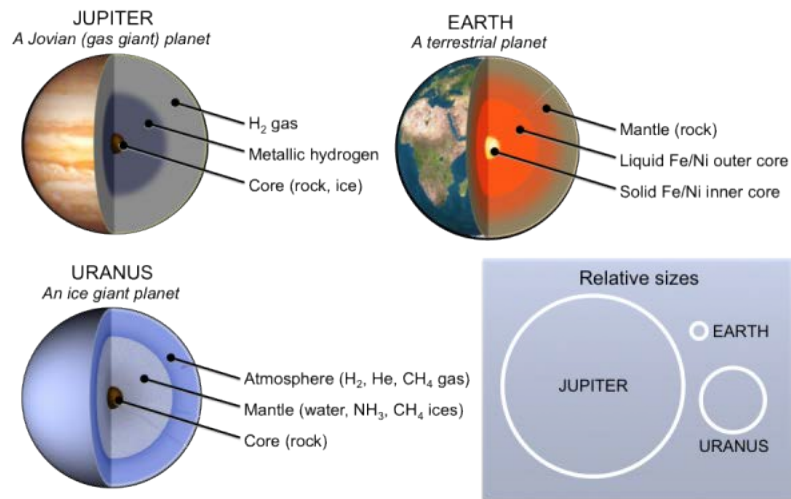 JUPITER
A Jovian (gas giant) planet
H₂ gas
Metallic hydrogen
Core (rock, ice)
EARTH
A terrestrial planet
Mantle (rock)
Liquid Fe/Ni outer core
Solid Fe/Ni inner core
URANUS
An ice giant planet
Atmosphere (H₂, He, CH₄ gas)
Mantle (water, NH₃, CH₄ ices)
Core (rock)
Relative sizes
EARTH
JUPITER
URANUS